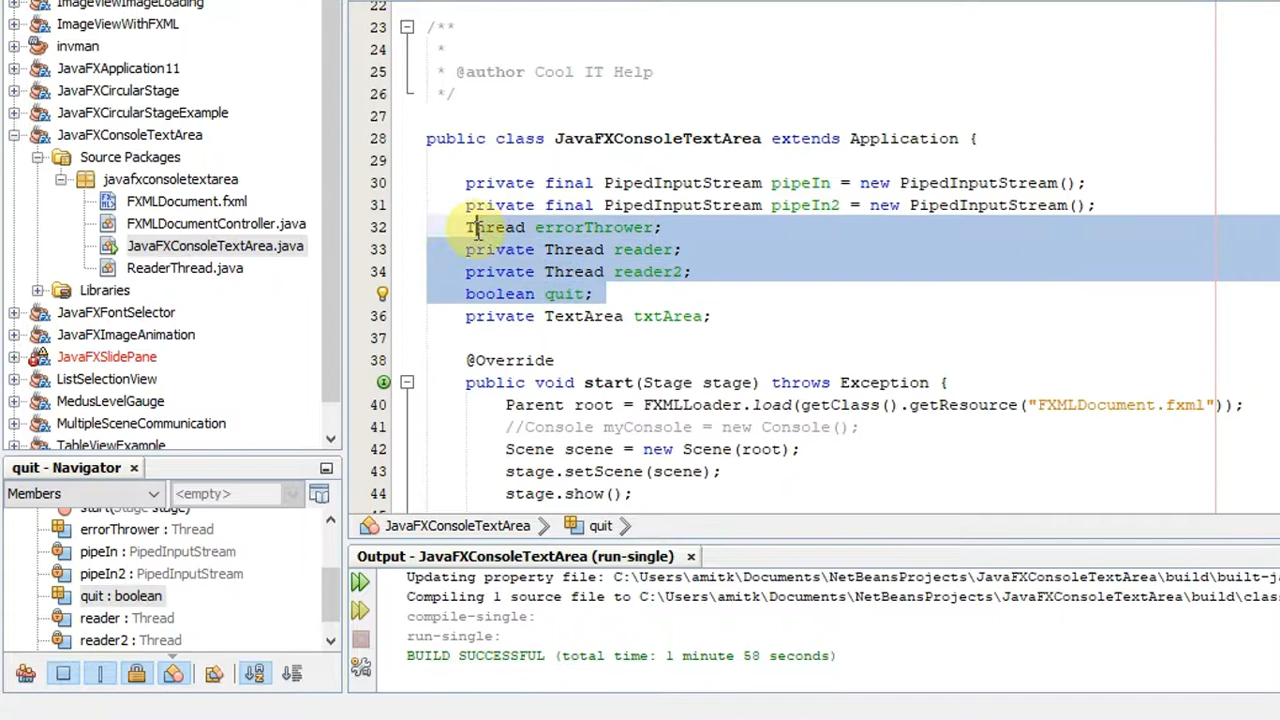 ImageViewImageLoading
ImageViewWithFXML
invman
JavaFXApplication11
JavaFXCircularStage
JavaFXCircularStageExample
JavaFXConsoleTextArea
Source Packages
javafxconsoletextarea
FXMLDocument.fxml
FXMLDocumentController.java
JavaFXConsoleTextArea.java
ReaderThread.java
Libraries
JavaFXFontSelector
JavaFXImageAnimation
JavaFXSlidePane
ListSelectionView
MedusLevelGauge
MultipleSceneCommunication
TableViewExample
quit - Navigator ×
Members <empty>
start(Stage stage)
errorThrower : Thread
pipeIn : PipedInputStream
pipeIn2 : PipedInputStream
quit : boolean
reader : Thread
reader2 : Thread
22
23 /**
24 *
25 * @author Cool IT Help
26 */
27
28 public class JavaFXConsoleTextArea extends Application {
29
30 private final PipedInputStream pipeIn = new PipedInputStream();
31 private final PipedInputStream pipeIn2 = new PipedInputStream();
32 Thread errorThrower;
33 private Thread reader;
34 private Thread reader2;
boolean quit;
36 private TextArea txtArea;
37
38 @Override
public void start(Stage stage) throws Exception {
40 Parent root = FXMLLoader.load(getClass().getResource("FXMLDocument.fxml"));
41 //Console myConsole = new Console();
42 Scene scene = new Scene(root);
43 stage.setScene(scene);
44 stage.show();
JavaFXConsoleTextArea quit
Output - JavaFXConsoleTextArea (run-single) ×
Updating property file: C:\Users\amitk\Documents\NetBeansProjects\JavaFXConsoleTextArea\build\built-j
Compiling 1 source file to C:\Users\amitk\Documents\NetBeansProjects\JavaFXConsoleTextArea\build\class
compile-single:
run-single:
BUILD SUCCESSFUL (total time: 1 minute 58 seconds)